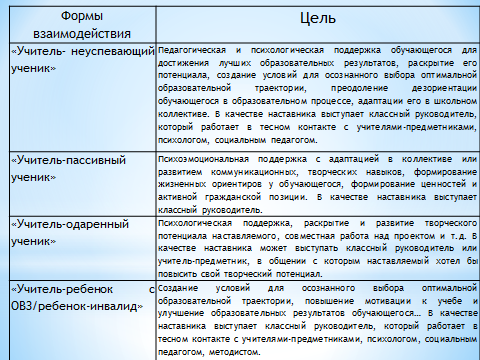 Формы
взаимодействия
Цель
«Учитель- неуспевающий
ученик»
Педагогическая и психологическая поддержка обучающегося для
достижения лучших образовательных результатов, раскрытие его
потенциала, создание условий для осознанного выбора оптимальной
образовательной траектории, преодоление дезориентации
обучающегося в образовательном процессе, адаптации его в школьном
коллективе. В качестве наставника выступает классный руководитель,
который работает в тесном контакте с учителями-предметниками,
психологом, социальным педагогом.
«Учитель-пассивный
ученик»
Психоэмоциональная поддержка с адаптацией в коллективе или
развитием коммуникационных, творческих навыков, формирование
жизненных ориентиров у обучающегося, формирование ценностей и
активной гражданской позиции. В качестве наставника выступает
классный руководитель.
«Учитель-одаренный
ученик»
Психологическая поддержка, раскрытие и развитие творческого
потенциала наставляемого, совместная работа над проектом и т.д. В
качестве наставника может выступать классный руководитель или
учитель-предметник, в общении с которым наставляемый хотел бы
повысить свой творческий потенциал.
«Учитель-ребенок с
ОВЗ/ребенок-инвалид»
Создание условий для осознанного выбора оптимальной
образовательной траектории, повышение мотивации к учебе и
улучшение образовательных результатов обучающегося… В качестве
наставника выступает классный руководитель, который работает в
тесном контакте с учителями-предметниками, психологом, социальным
педагогом, методистом.